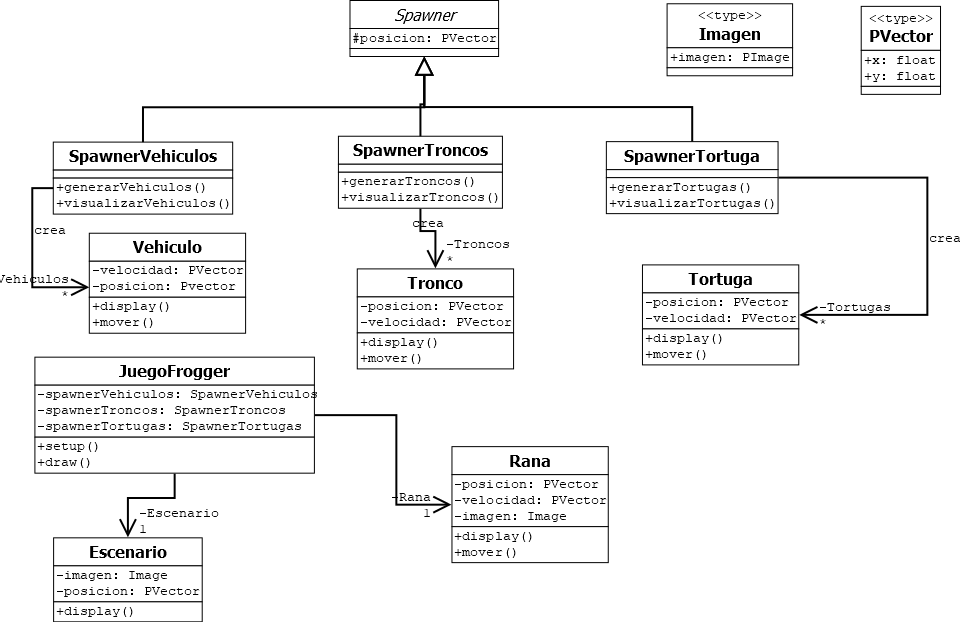 Spawner
#posicion: PVector
<<type>>
Imagen
+imagen: PImage
<<type>>
PVector
+x: float
+y: float
SpawnerVehiculos
+generarVehiculos()
+visualizarVehiculos()
SpawnerTroncos
+generarTroncos()
+visualizarTroncos()
SpawnerTortuga
+generarTortugas()
+visualizarTortugas()
crea
Vehiculos
*
crea
-Troncos
*
crea
-Tortugas
*
Vehiculo
-velocidad: PVector
-posicion: Pvector
+display()
+mover()
Tronco
-posicion: PVector
-velocidad: PVector
+display()
+mover()
Tortuga
-posicion: PVector
-velocidad: PVector
+display()
+mover()
JuegoFrogger
-spawnerVehiculos: SpawnerVehiculos
-spawnerTroncos: SpawnerTroncos
-spawnerTortugas: SpawnerTortugas
+setup()
+draw()
-Rana
1
Rana
-posicion: PVector
-velocidad: PVector
-imagen: Image
+display()
+mover()
-Escenario
1
Escenario
-imagen: Image
-posicion: PVector
+display()